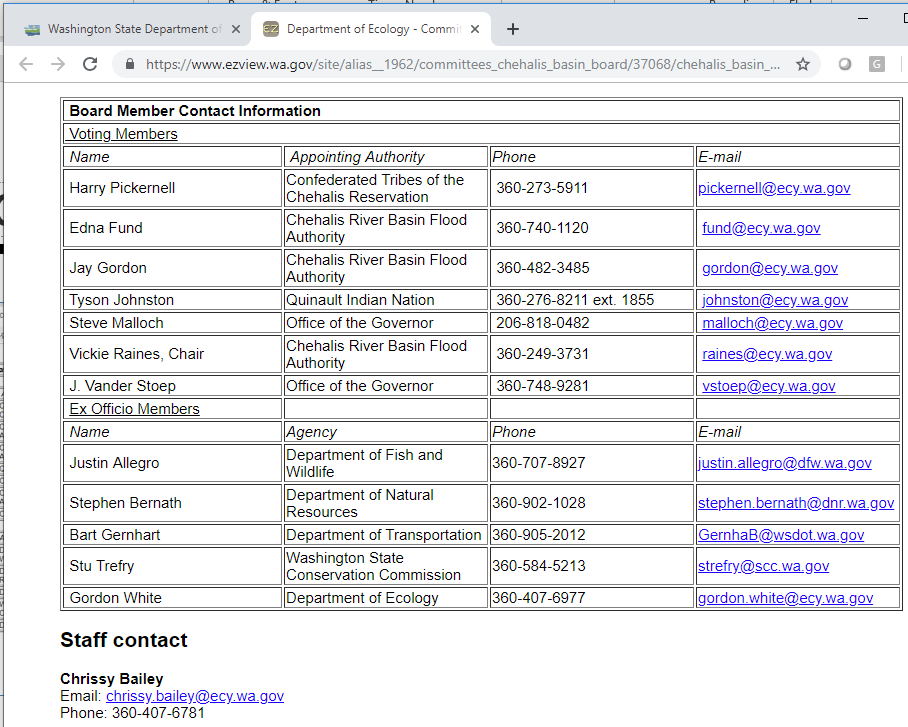 Washington State Department of
Department of Ecology - Commit
https://www.ezview.wa.gov/site/alias__1962/committees_chehalis_basin_board/37068/chehalis_basin_...
G
Board Member Contact Information
Voting Members
Name Appointing Authority Phone E-mail
Harry Pickernell Confederated Tribes of the Chehalis Reservation 360-273-5911 pickernell@ecy.wa.gov
Edna Fund Chehalis River Basin Flood Authority 360-740-1120 fund@ecy.wa.gov
Jay Gordon Chehalis River Basin Flood Authority 360-482-3485 gordon@ecy.wa.gov
Tyson Johnston Quinault Indian Nation 360-276-8211 ext. 1855 johnston@ecy.wa.gov
Steve Malloch Office of the Governor 206-818-0482 malloch@ecy.wa.gov
Vickie Raines, Chair Chehalis River Basin Flood Authority 360-249-3731 raines@ecy.wa.gov
J. Vander Stoep Office of the Governor 360-748-9281 vstoep@ecy.wa.gov
Ex Officio Members
Name Agency Phone E-mail
Justin Allegro Department of Fish and Wildlife 360-707-8927 justin.allegro@dfw.wa.gov
Stephen Bernath Department of Natural Resources 360-902-1028 stephen.bernath@dnr.wa.gov
Bart Gernhart Department of Transportation 360-905-2012 GernhaB@wsdot.wa.gov
Stu Trefry Washington State Conservation Commission 360-584-5213 strefry@scc.wa.gov
Gordon White Department of Ecology 360-407-6977 gordon.white@ecy.wa.gov
Staff contact
Chrissy Bailey
Email: chrissy.bailey@ecy.wa.gov
Phone: 360-407-6781